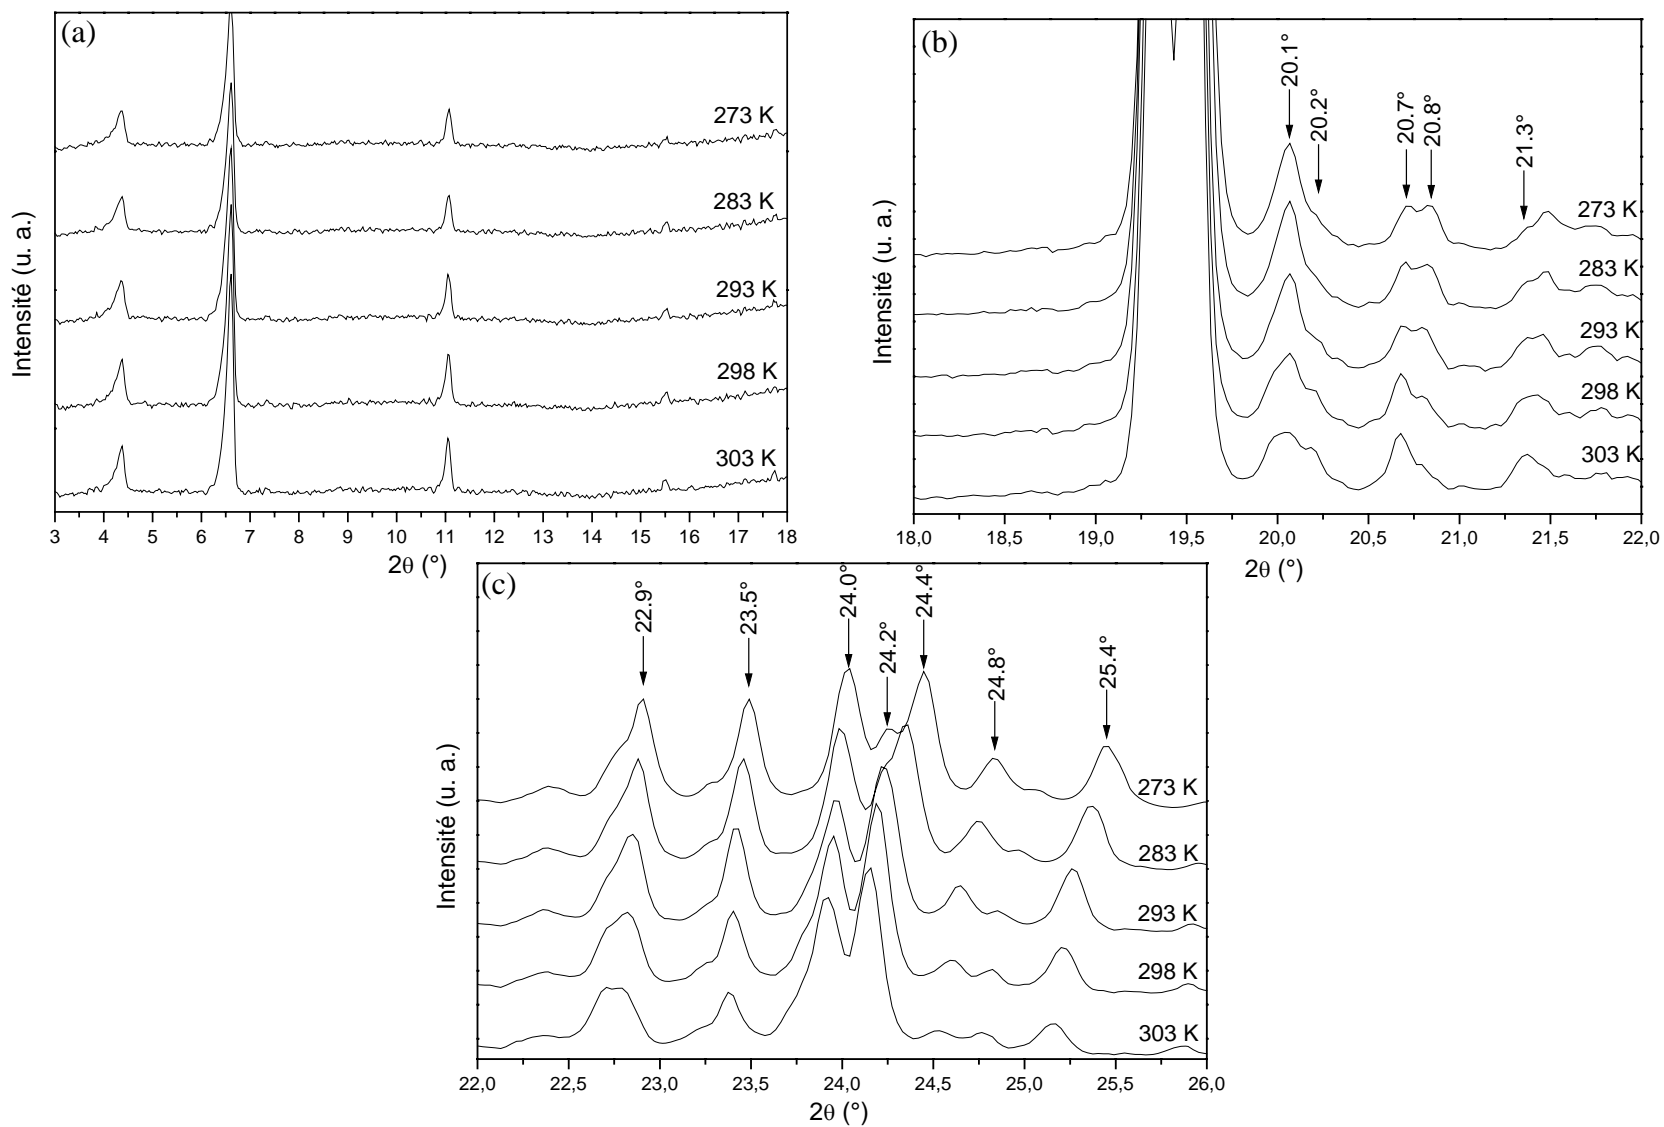 (a)
273 K
283 K
293 K
298 K
303 K
Intensité (u. a.)
3 4 5 6 7 8 9 10 11 12 13 14 15 16 17 18
2θ (°)
(b)
20.1°
20.2°
20.7°
20.8°
21.3°
273 K
283 K
293 K
298 K
303 K
Intensité (u. a.)
18,0 18,5 19,0 19,5 20,0 20,5 21,0 21,5 22,0
2θ (°)
(c)
22.9°
23.5°
24.0°
24.2°
24.4°
24.8°
25.4°
273 K
283 K
293 K
298 K
303 K
Intensité (u. a.)
22,0 22,5 23,0 23,5 24,0 24,5 25,0 25,5 26,0
2θ (°)